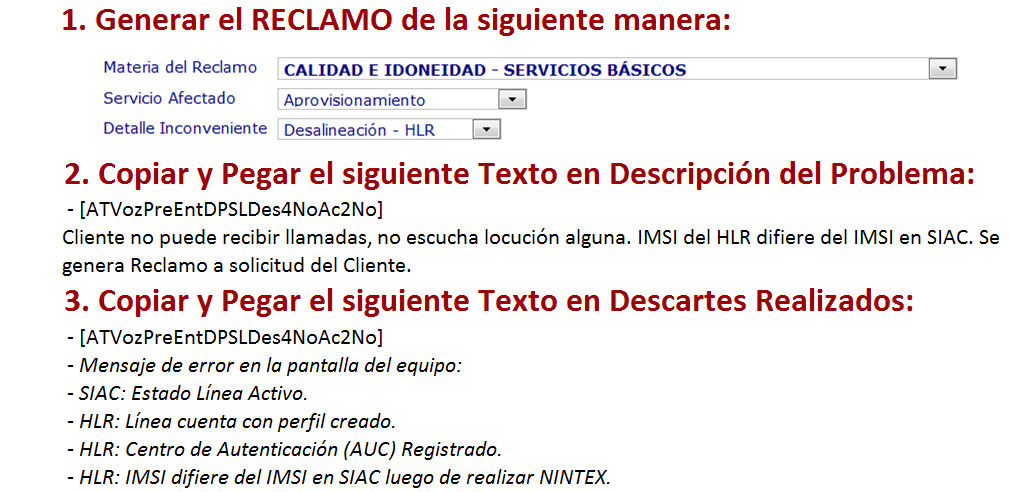 1. Generar el RECLAMO de la siguiente manera:
Materia del Reclamo CALIDAD E IDONEIDAD - SERVICIOS BÁSICOS
Servicio Afectado Aprovisionamiento
Detalle Inconveniente Desalineación - HLR
2. Copiar y Pegar el siguiente Texto en Descripción del Problema:
- [ATVozPreEntDPSLDes4NoAc2No]
Cliente no puede recibir llamadas, no escucha locución alguna. IMSI del HLR difiere del IMSI en SIAC. Se
genera Reclamo a solicitud del Cliente.
3. Copiar y Pegar el siguiente Texto en Descartes Realizados:
- [ATVozPreEntDPSLDes4NoAc2No]
- Mensaje de error en la pantalla del equipo:
- SIAC: Estado Línea Activo.
- HLR: Línea cuenta con perfil creado.
- HLR: Centro de Autenticación (AUC) Registrado.
- HLR: IMSI difiere del IMSI en SIAC luego de realizar NINTEX.